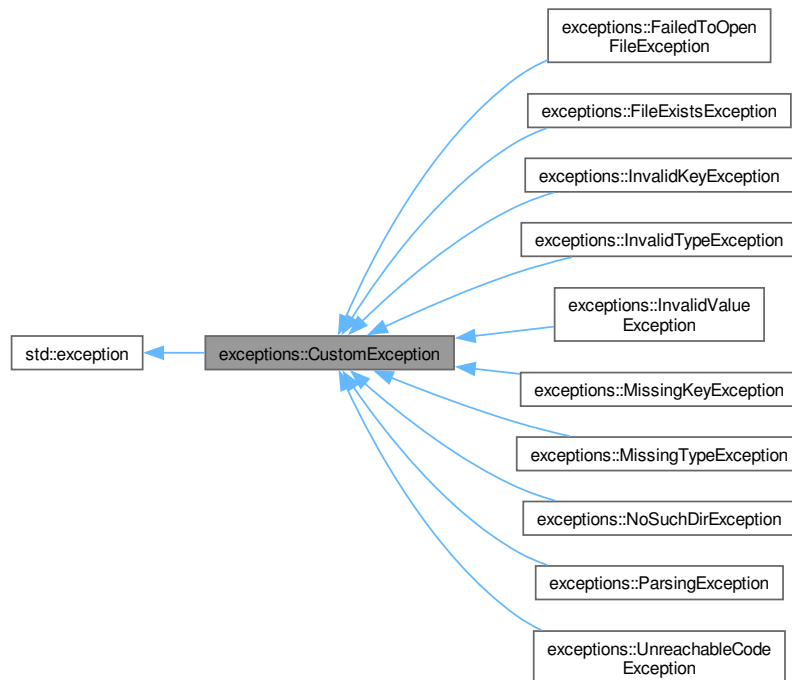 exceptions::FailedToOpen
FileException
exceptions::FileExistsException
exceptions::InvalidKeyException
exceptions::InvalidTypeException
exceptions::InvalidValue
Exception
std::exception
exceptions::CustomException
exceptions::MissingKeyException
exceptions::MissingTypeException
exceptions::NoSuchDirException
exceptions::ParsingException
exceptions::UnreachableCode
Exception